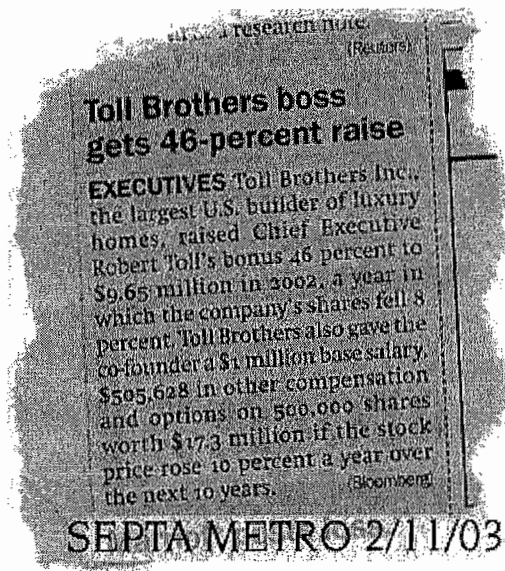 research note
(Reuters)
Toll Brothers boss
gets 46-percent raise
EXECUTIVES Toll Brothers Inc.,
the largest U.S. builder of luxury
homes, raised Chief Executive
Robert Toll's bonus 46 percent to
$9.65 million in 2002, a year in
which the company's shares fell 8
percent. Toll Brothers also gave the
co-founder a $1 million base salary,
$505,628 in other compensation
and options on 500,000 shares
worth $17.3 million if the stock
price rose 10 percent a year over
the next 10 years.
(Bloomberg)
SEPTA METRO 2/11/03